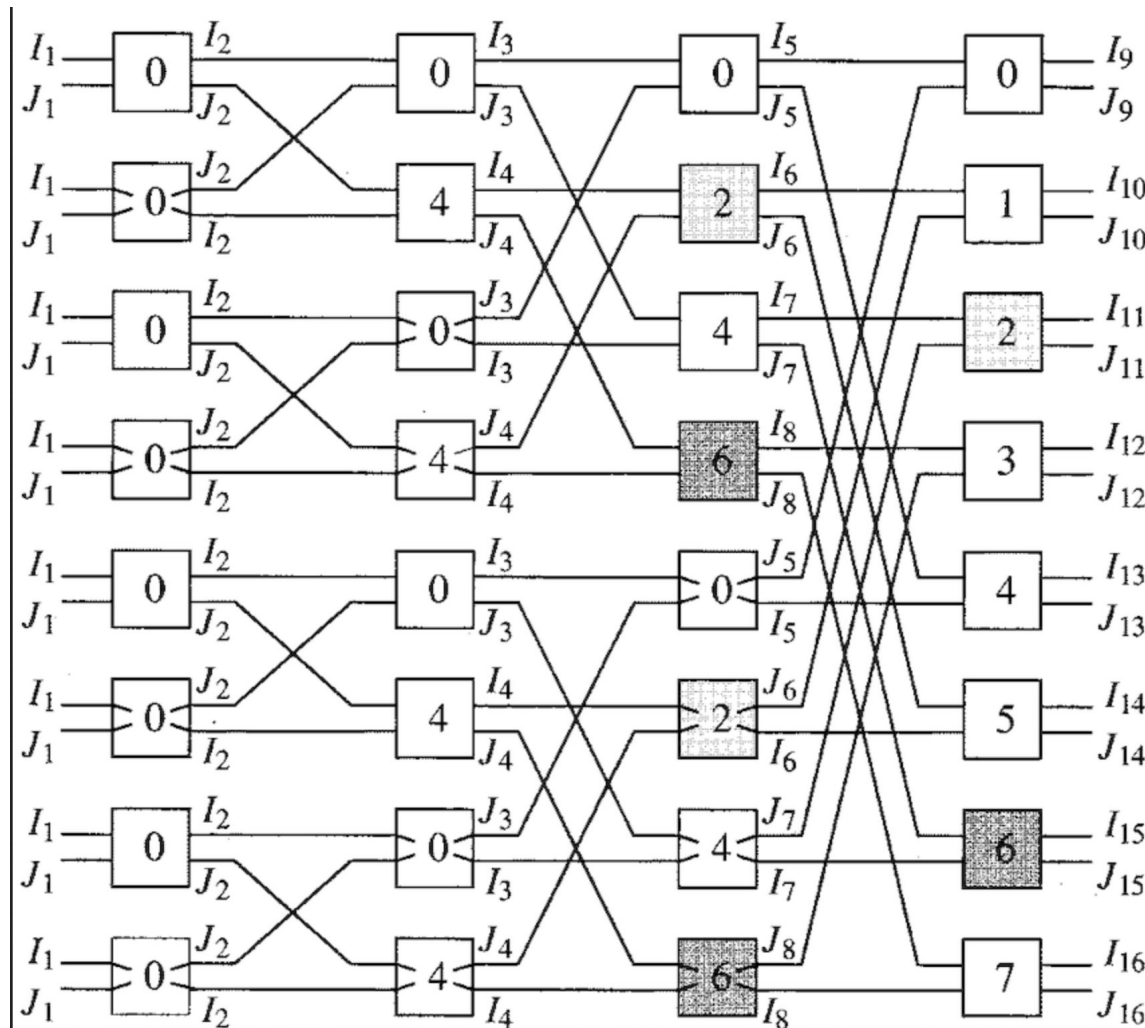 I₁ I₂ I₃ I₅ I₉
0 0 0 0
J₁ J₂ J₃ J₅ J₉
I₁ J₂ I₄ I₆ I₁₀
0 4 2 1
J₁ I₂ J₄ J₆ J₁₀
I₁ I₂ J₃ I₇ I₁₁
0 0 4 2
J₁ J₂ I₃ J₇ J₁₁
I₁ J₂ J₄ I₈ I₁₂
0 4 6 3
J₁ I₂ I₄ J₈ J₁₂
I₁ I₂ I₃ J₅ I₁₃
0 0 0 4
J₁ J₂ J₃ I₅ J₁₃
I₁ J₂ I₄ J₆ I₁₄
0 4 2 5
J₁ I₂ J₄ I₆ J₁₄
I₁ I₂ J₃ J₇ I₁₅
0 0 4 6
J₁ J₂ I₃ I₇ J₁₅
I₁ J₂ J₄ J₈ I₁₆
0 4 6 7
J₁ I₂ I₄ I₈ J₁₆